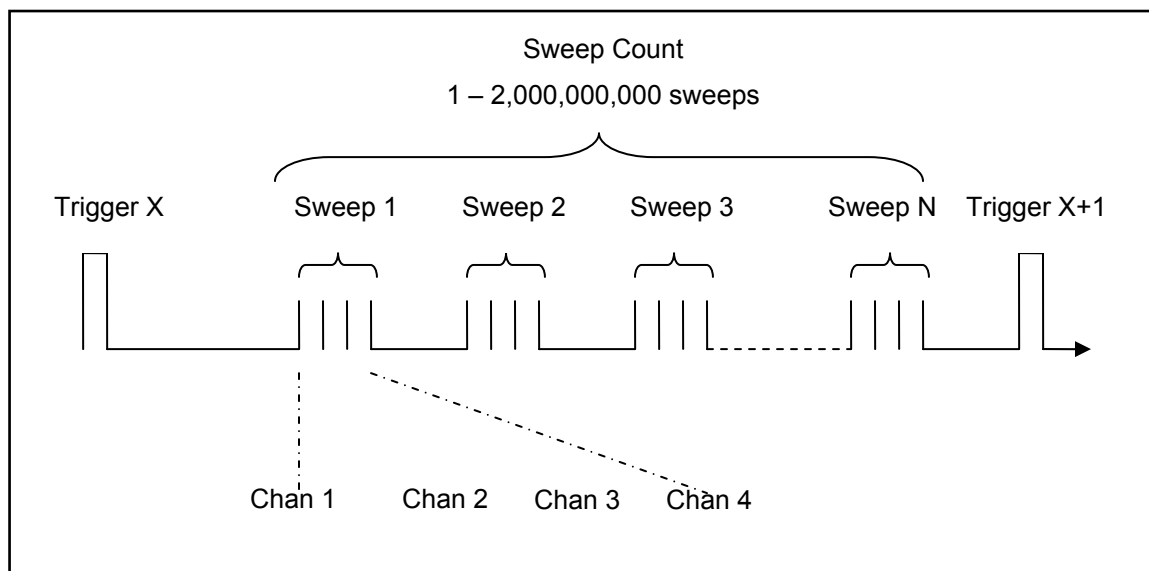 Sweep Count
1 – 2,000,000,000 sweeps
Trigger X Sweep 1 Sweep 2 Sweep 3 Sweep N Trigger X+1
Chan 1 Chan 2 Chan 3 Chan 4